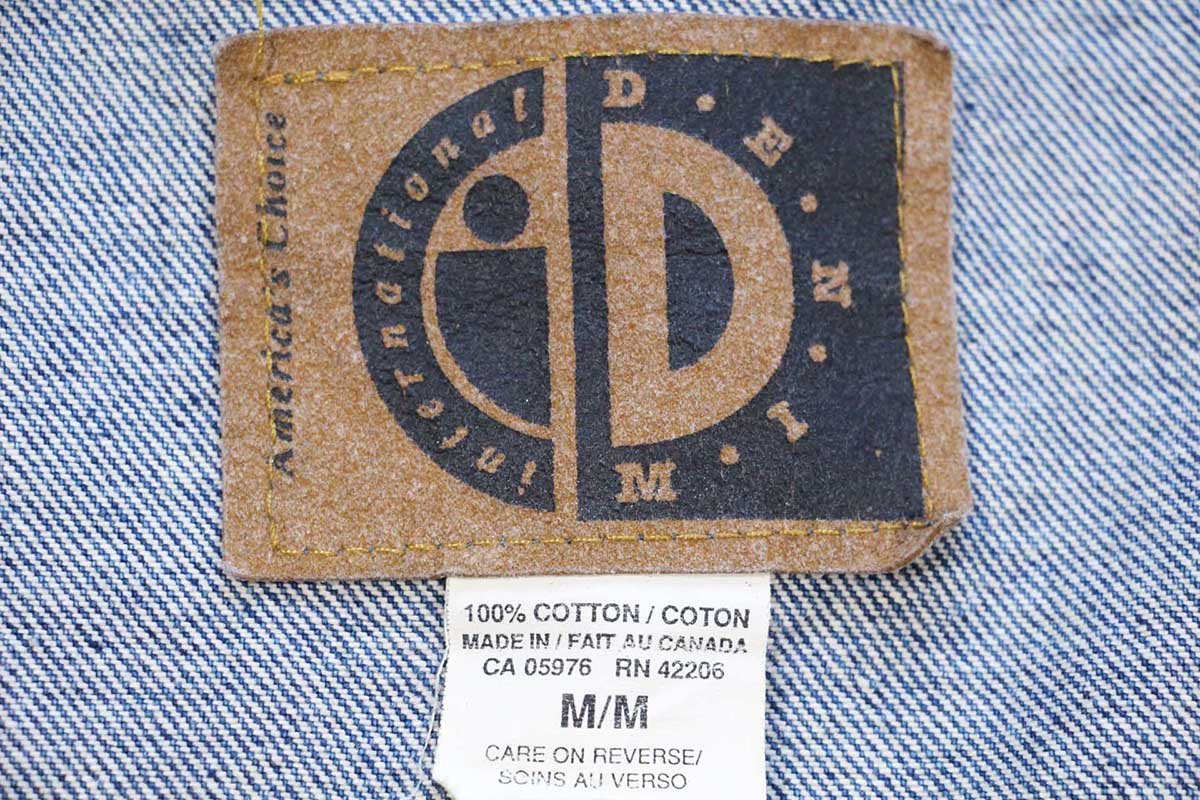 America's Choice
international
iD
D·E·N·I·M
100% COTTON / COTON
MADE IN / FAIT AU CANADA
CA 05976 RN 42206
M/M
CARE ON REVERSE/
SOINS AU VERSO